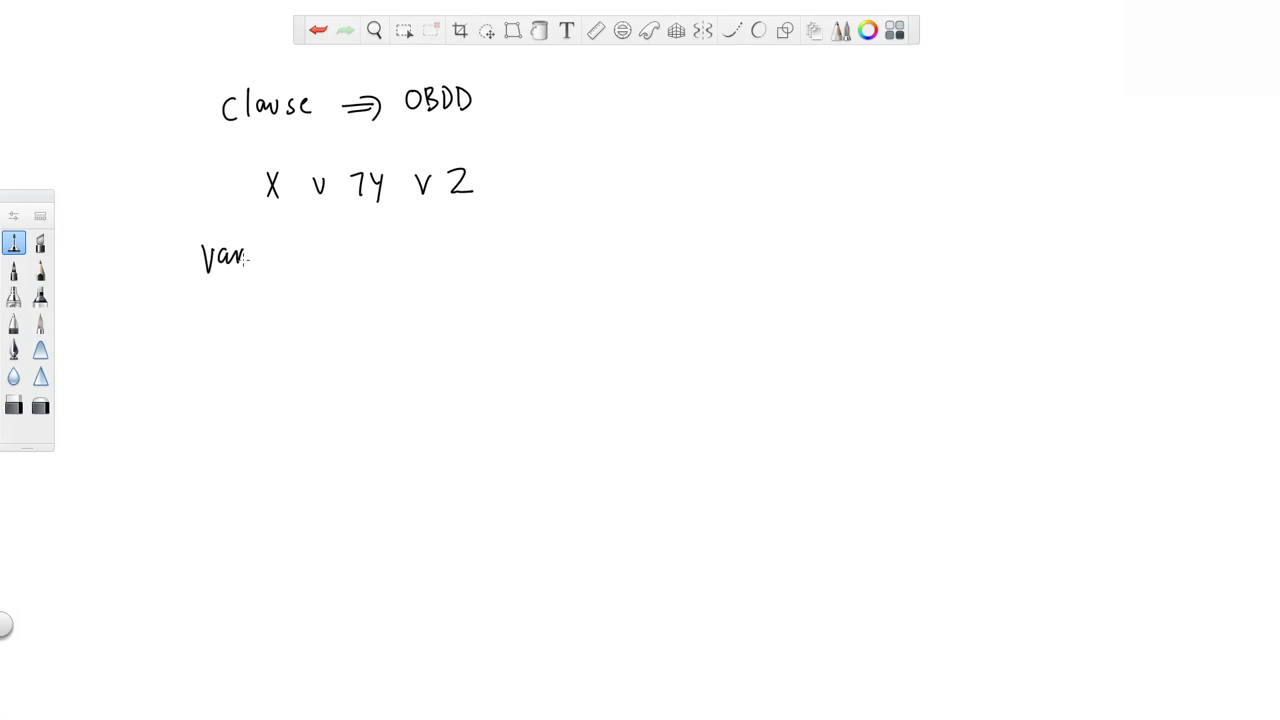 Clause ⇒ OBDD
X ∨ ¬y ∨ Z
Var
T